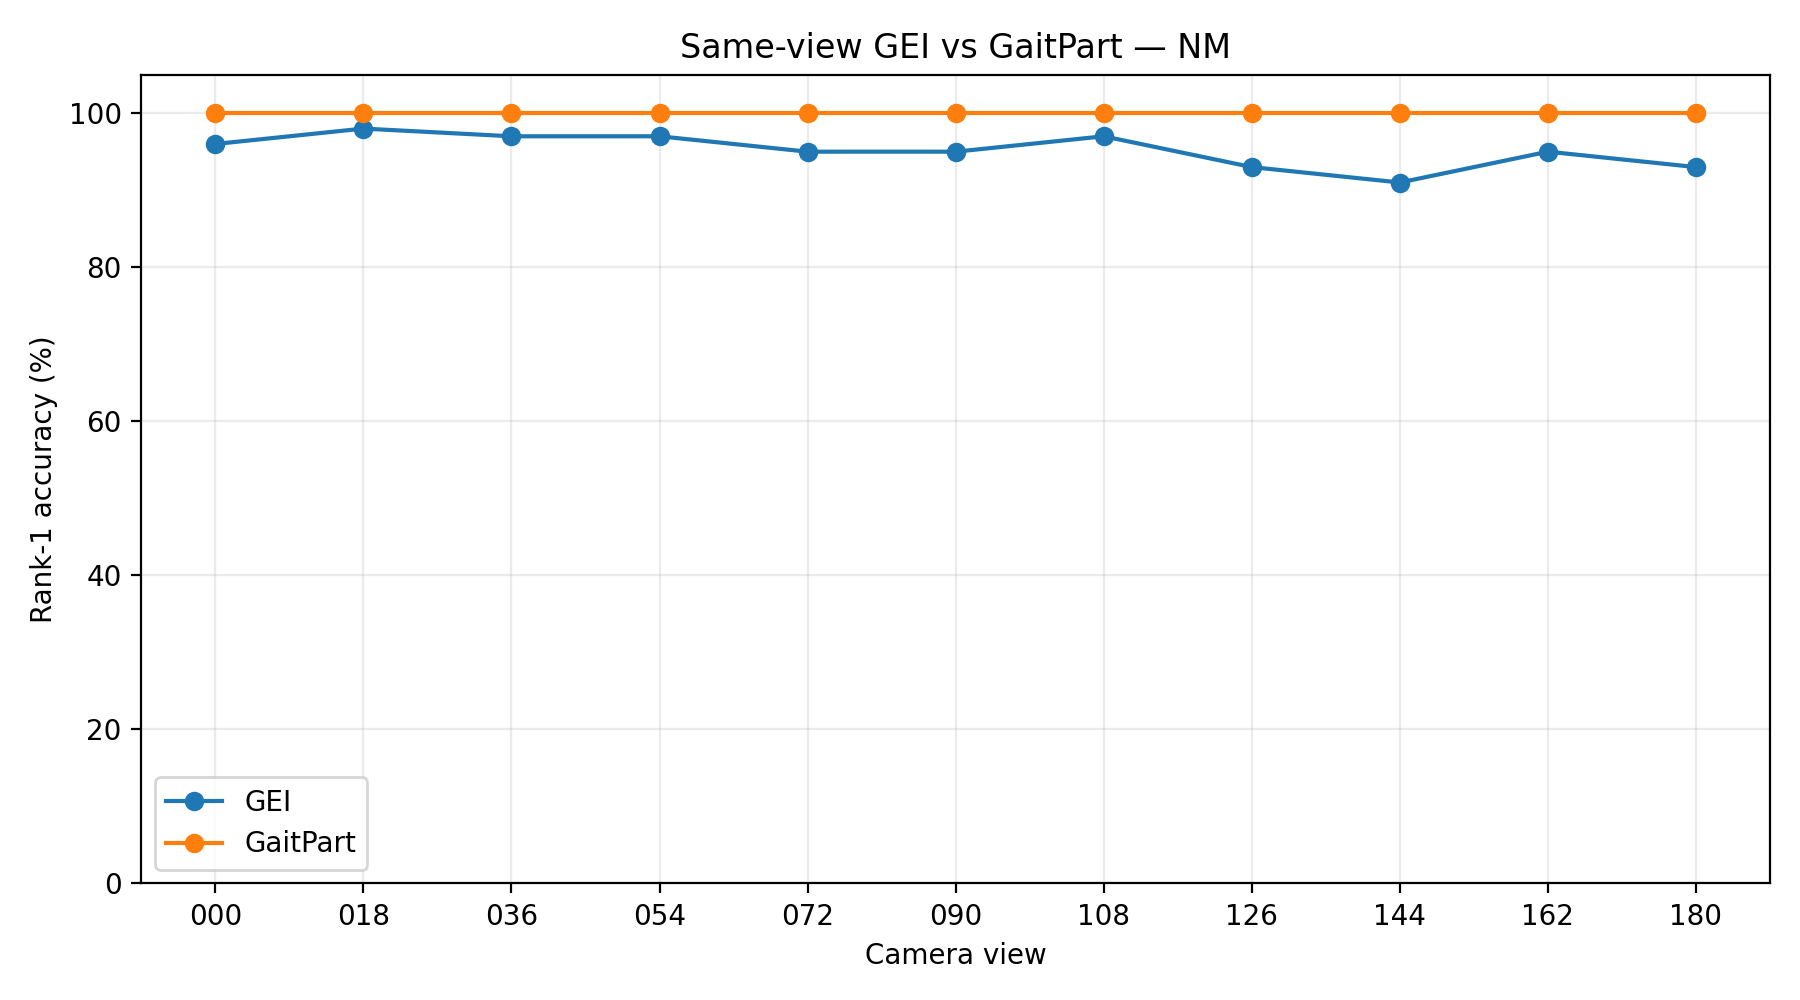 Same-view GEI vs GaitPart — NM
Rank-1 accuracy (%)
100
80
60
40
20
0
GEI
GaitPart
000 018 036 054 072 090 108 126 144 162 180
Camera view